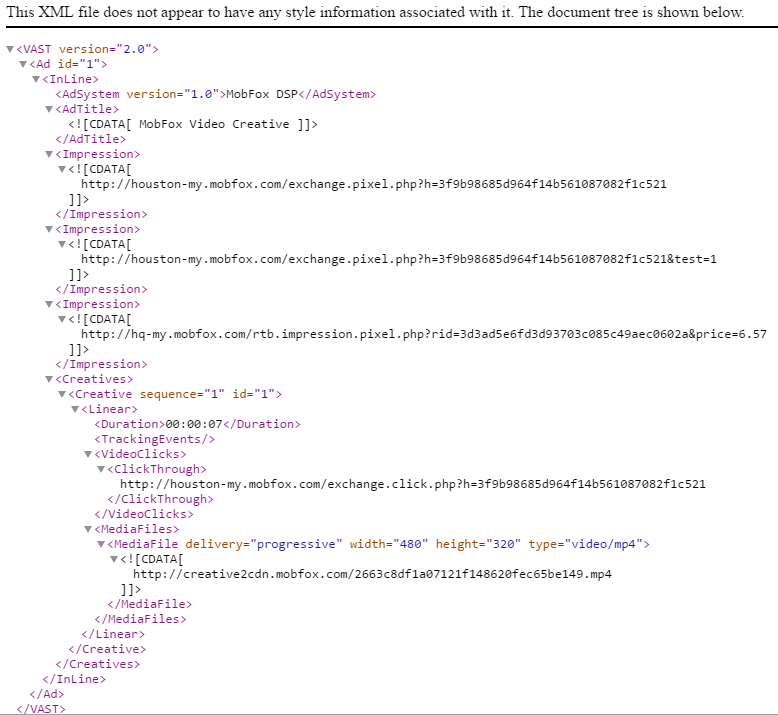 This XML file does not appear to have any style information associated with it. The document tree is shown below.
▼<VAST version="2.0">
▼<Ad id="1">
▼<InLine>
<AdSystem version="1.0">MobFox DSP</AdSystem>
▼<AdTitle>
<![CDATA[ MobFox Video Creative ]]>
</AdTitle>
▼<Impression>
▼<![CDATA[
http://houston-my.mobfox.com/exchange.pixel.php?h=3f9b98685d964f14b561087082f1c521
]]>
</Impression>
▼<Impression>
▼<![CDATA[
http://houston-my.mobfox.com/exchange.pixel.php?h=3f9b98685d964f14b561087082f1c521&test=1
]]>
</Impression>
▼<Impression>
▼<![CDATA[
http://hq-my.mobfox.com/rtb.impression.pixel.php?rid=3d3ad5e6fd3d93703c085c49aec0602a&price=6.57
]]>
</Impression>
▼<Creatives>
▼<Creative sequence="1" id="1">
▼<Linear>
<Duration>00:00:07</Duration>
<TrackingEvents/>
▼<VideoClicks>
▼<ClickThrough>
http://houston-my.mobfox.com/exchange.click.php?h=3f9b98685d964f14b561087082f1c521
</ClickThrough>
</VideoClicks>
▼<MediaFiles>
▼<MediaFile delivery="progressive" width="480" height="320" type="video/mp4">
▼<![CDATA[
http://creative2cdn.mobfox.com/2663c8df1a07121f148620fec65be149.mp4
]]>
</MediaFile>
</MediaFiles>
</Linear>
</Creative>
</Creatives>
</InLine>
</Ad>
</VAST>